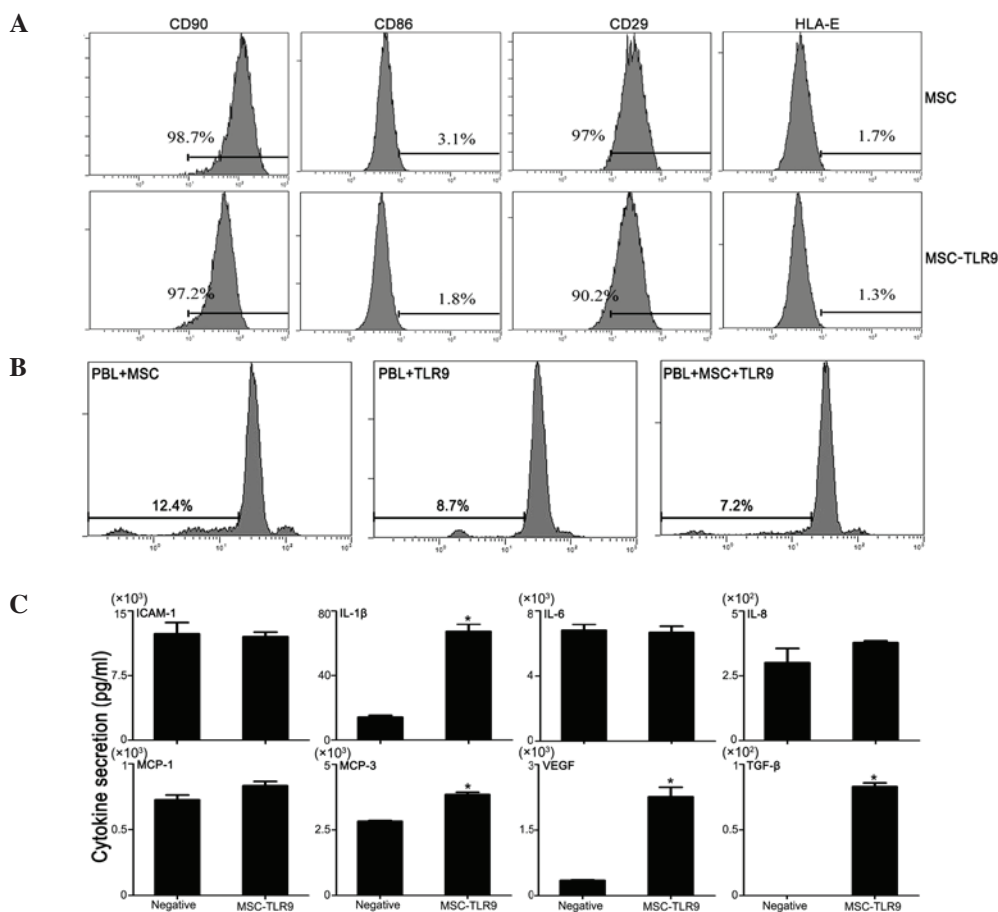 A
CD90 CD86 CD29 HLA-E
98.7% 3.1% 97% 1.7% MSC
97.2% 1.8% 90.2% 1.3% MSC-TLR9
B
PBL+MSC PBL+TLR9 PBL+MSC+TLR9
12.4% 8.7% 7.2%
C
Cytokine secretion (pg/ml)
(×10³) (×10³) (×10²)
ICAM-1 IL-1β IL-6 IL-8
15 80 8 5
7.5 40 4 2.5
0 0 0 0
* 
(×10³) (×10³) (×10³) (×10²)
MCP-1 MCP-3 VEGF TGF-β
1 5 3 1
0.5 2.5 1.5 0.5
0 0 0 0
* * *
Negative MSC-TLR9 Negative MSC-TLR9 Negative MSC-TLR9 Negative MSC-TLR9